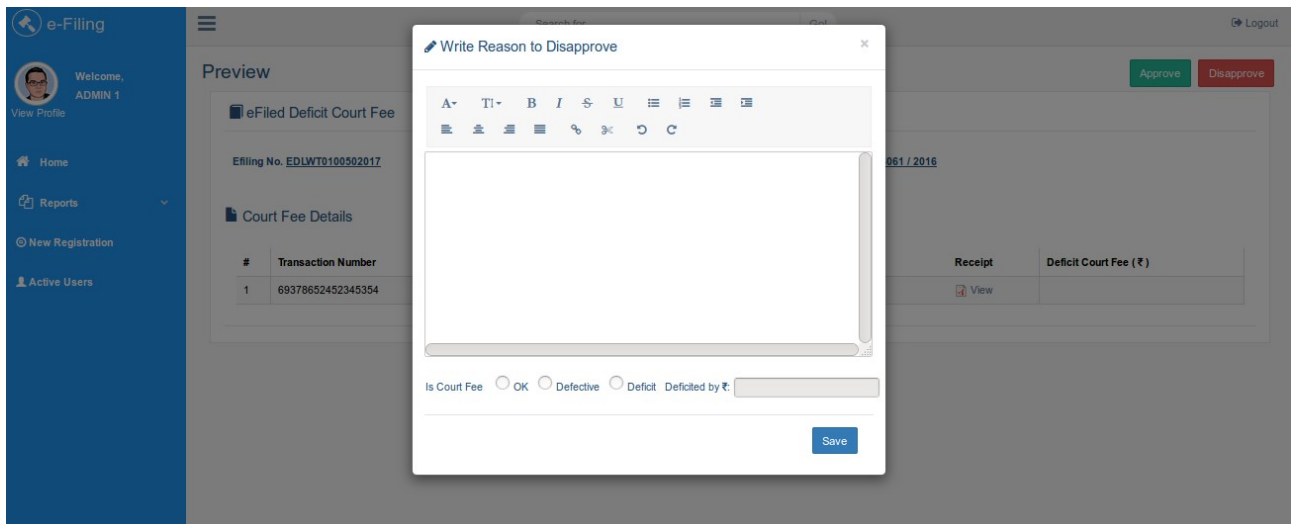 e-Filing
Search for
Go!
Logout
Welcome,
ADMIN 1
View Profile
Home
Reports
New Registration
Active Users
Preview
Approve
Disapprove
eFiled Deficit Court Fee
Efiling No. EDLWT0100502017
061 / 2016
Court Fee Details
# Transaction Number Receipt Deficit Court Fee (₹)
1 69378652452345354 View
Write Reason to Disapprove ×
A TI B I S U
Is Court Fee OK Defective Deficit Deficited by ₹:
Save